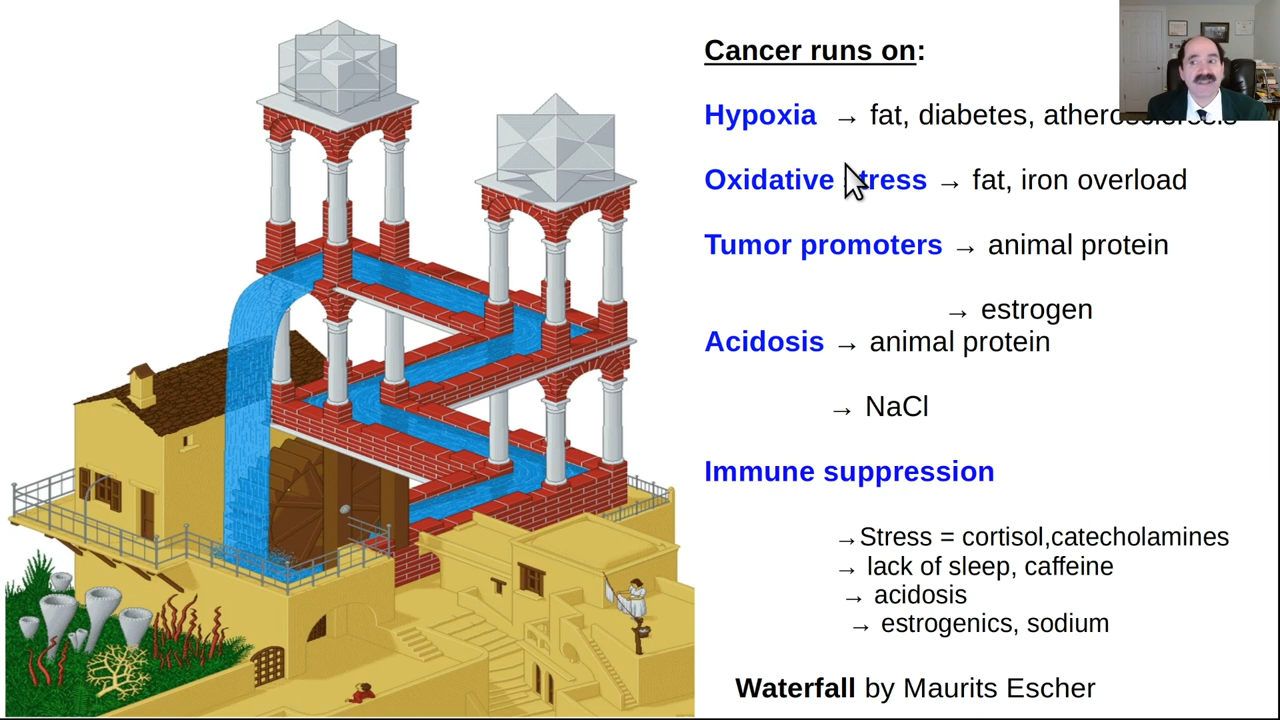 Cancer runs on:
Hypoxia → fat, diabetes, atherosclerosis
Oxidative stress → fat, iron overload
Tumor promoters → animal protein
→ estrogen
Acidosis → animal protein
→ NaCl
Immune suppression
→Stress = cortisol,catecholamines
→ lack of sleep, caffeine
→ acidosis
→ estrogenics, sodium
Waterfall by Maurits Escher